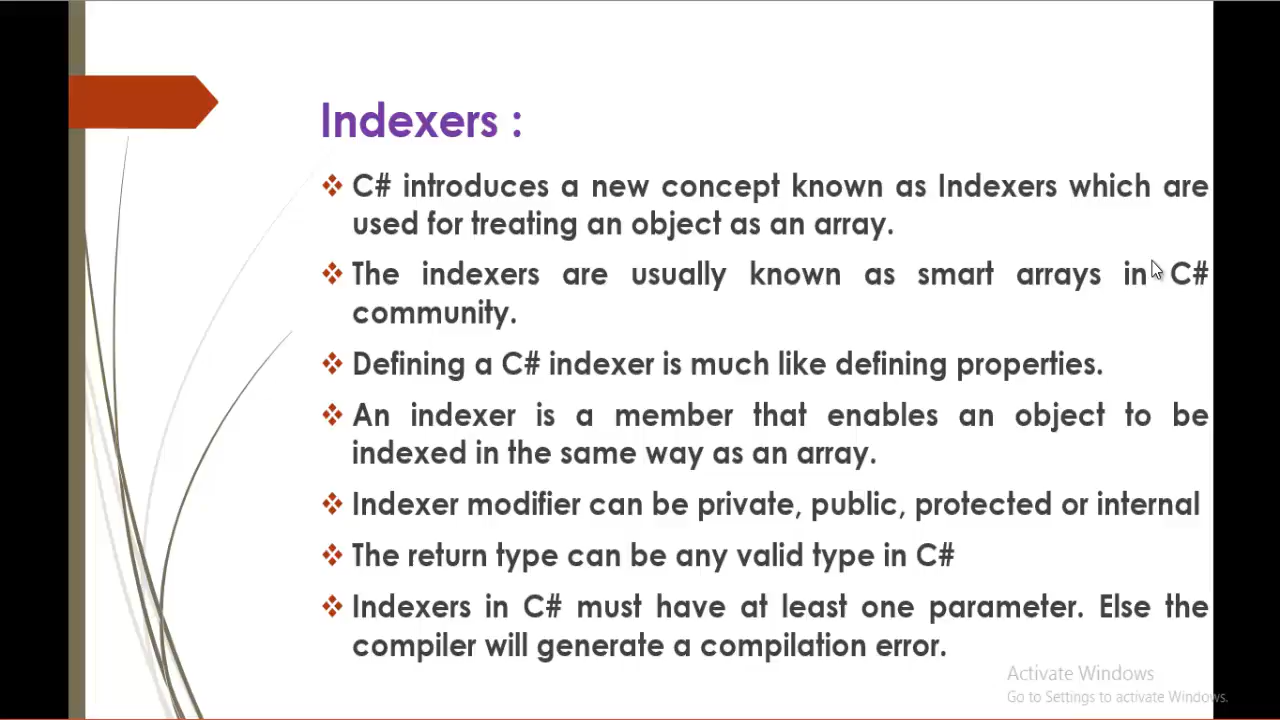 Indexers :
C# introduces a new concept known as Indexers which are
used for treating an object as an array.
The indexers are usually known as smart arrays in C#
community.
Defining a C# indexer is much like defining properties.
An indexer is a member that enables an object to be
indexed in the same way as an array.
Indexer modifier can be private, public, protected or internal
The return type can be any valid type in C#
Indexers in C# must have at least one parameter. Else the
compiler will generate a compilation error.
Activate Windows
Go to Settings to activate Windows.